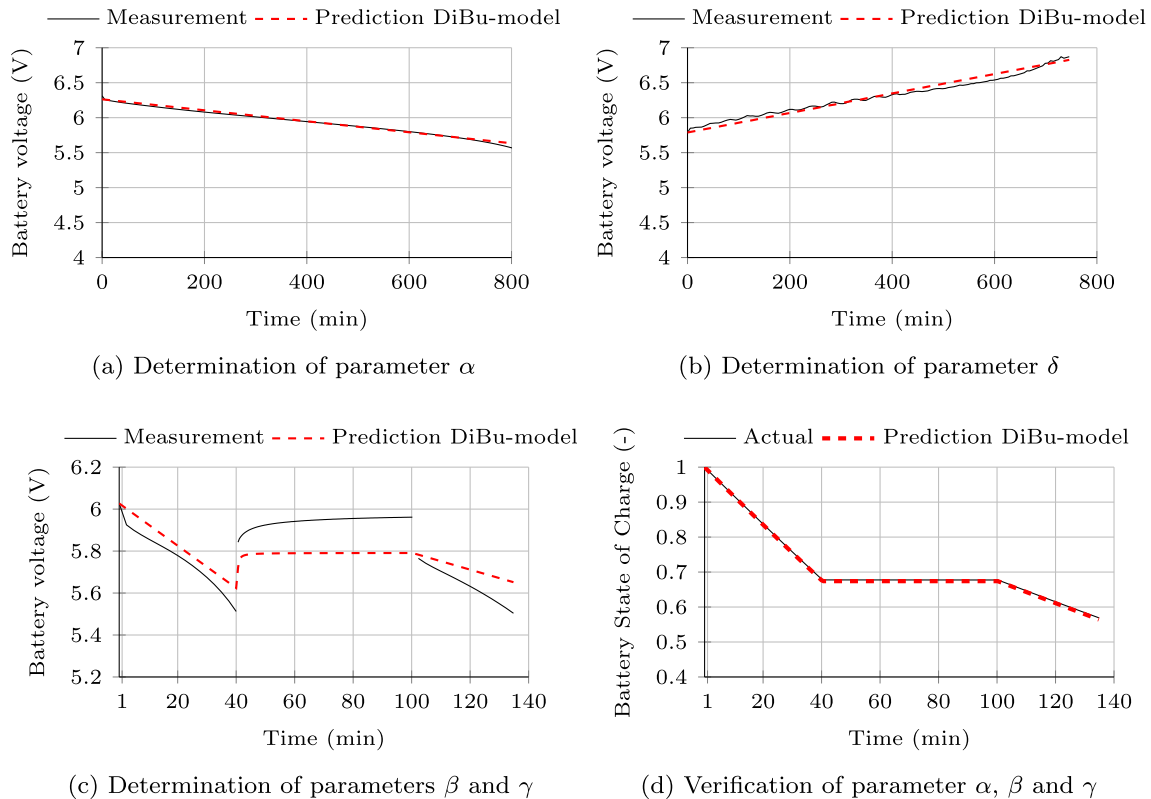 Measurement Prediction DiBu-model
Battery voltage (V)
7
6.5
6
5.5
5
4.5
4
0 200 400 600 800
Time (min)
(a) Determination of parameter α
Measurement Prediction DiBu-model
Battery voltage (V)
7
6.5
6
5.5
5
4.5
4
0 200 400 600 800
Time (min)
(b) Determination of parameter δ
Measurement Prediction DiBu-model
Battery voltage (V)
6.2
6
5.8
5.6
5.4
5.2
1 20 40 60 80 100 120 140
Time (min)
(c) Determination of parameters β and γ
Actual Prediction DiBu-model
Battery State of Charge (-)
1
0.9
0.8
0.7
0.6
0.5
0.4
1 20 40 60 80 100 120 140
Time (min)
(d) Verification of parameter α, β and γ